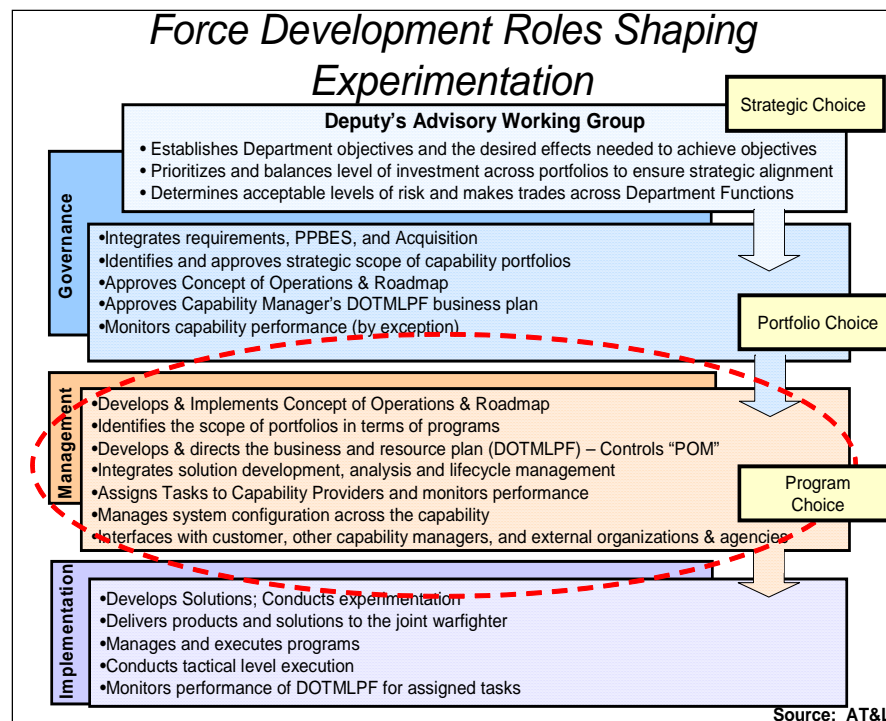 Force Development Roles Shaping
Experimentation
Strategic Choice
Deputy's Advisory Working Group
• Establishes Department objectives and the desired effects needed to achieve objectives
• Prioritizes and balances level of investment across portfolios to ensure strategic alignment
• Determines acceptable levels of risk and makes trades across Department Functions
Governance
•Integrates requirements, PPBES, and Acquisition
•Identifies and approves strategic scope of capability portfolios
•Approves Concept of Operations & Roadmap
•Approves Capability Manager's DOTMLPF business plan
•Monitors capability performance (by exception)
Portfolio Choice
Management
•Develops & Implements Concept of Operations & Roadmap
•Identifies the scope of portfolios in terms of programs
•Develops & directs the business and resource plan (DOTMLPF) – Controls "POM"
•Integrates solution development, analysis and lifecycle management
•Assigns Tasks to Capability Providers and monitors performance
•Manages system configuration across the capability
•Interfaces with customer, other capability managers, and external organizations & agencies
Program
Choice
Implementation
•Develops Solutions; Conducts experimentation
•Delivers products and solutions to the joint warfighter
•Manages and executes programs
•Conducts tactical level execution
•Monitors performance of DOTMLPF for assigned tasks
Source: AT&L